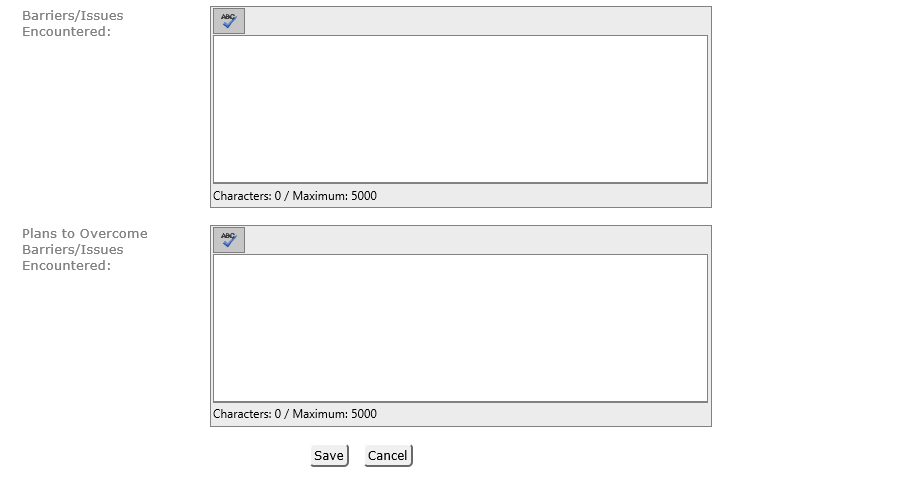 Barriers/Issues
Encountered:
ABC
Characters: 0 / Maximum: 5000
Plans to Overcome
Barriers/Issues
Encountered:
ABC
Characters: 0 / Maximum: 5000
Save Cancel